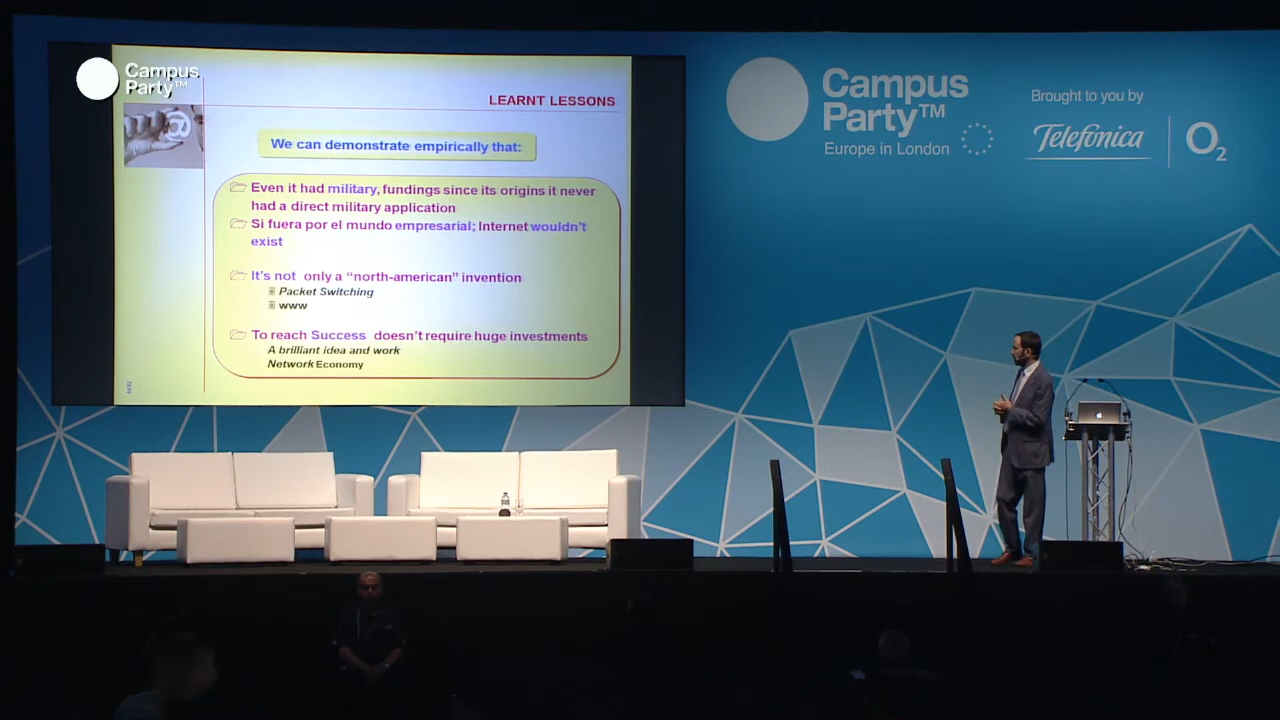 Campus
Party™
LEARNT LESSONS
@
We can demonstrate empirically that:
Even it had military, fundings since its origins it never
had a direct military application
Si fuera por el mundo empresarial; Internet wouldn't
exist
It's not only a "north-american" invention
Packet Switching
www
To reach Success doesn't require huge investments
A brilliant idea and work
Network Economy
Campus
Party™
Europe in London
Brought to you by
Telefónica
O2